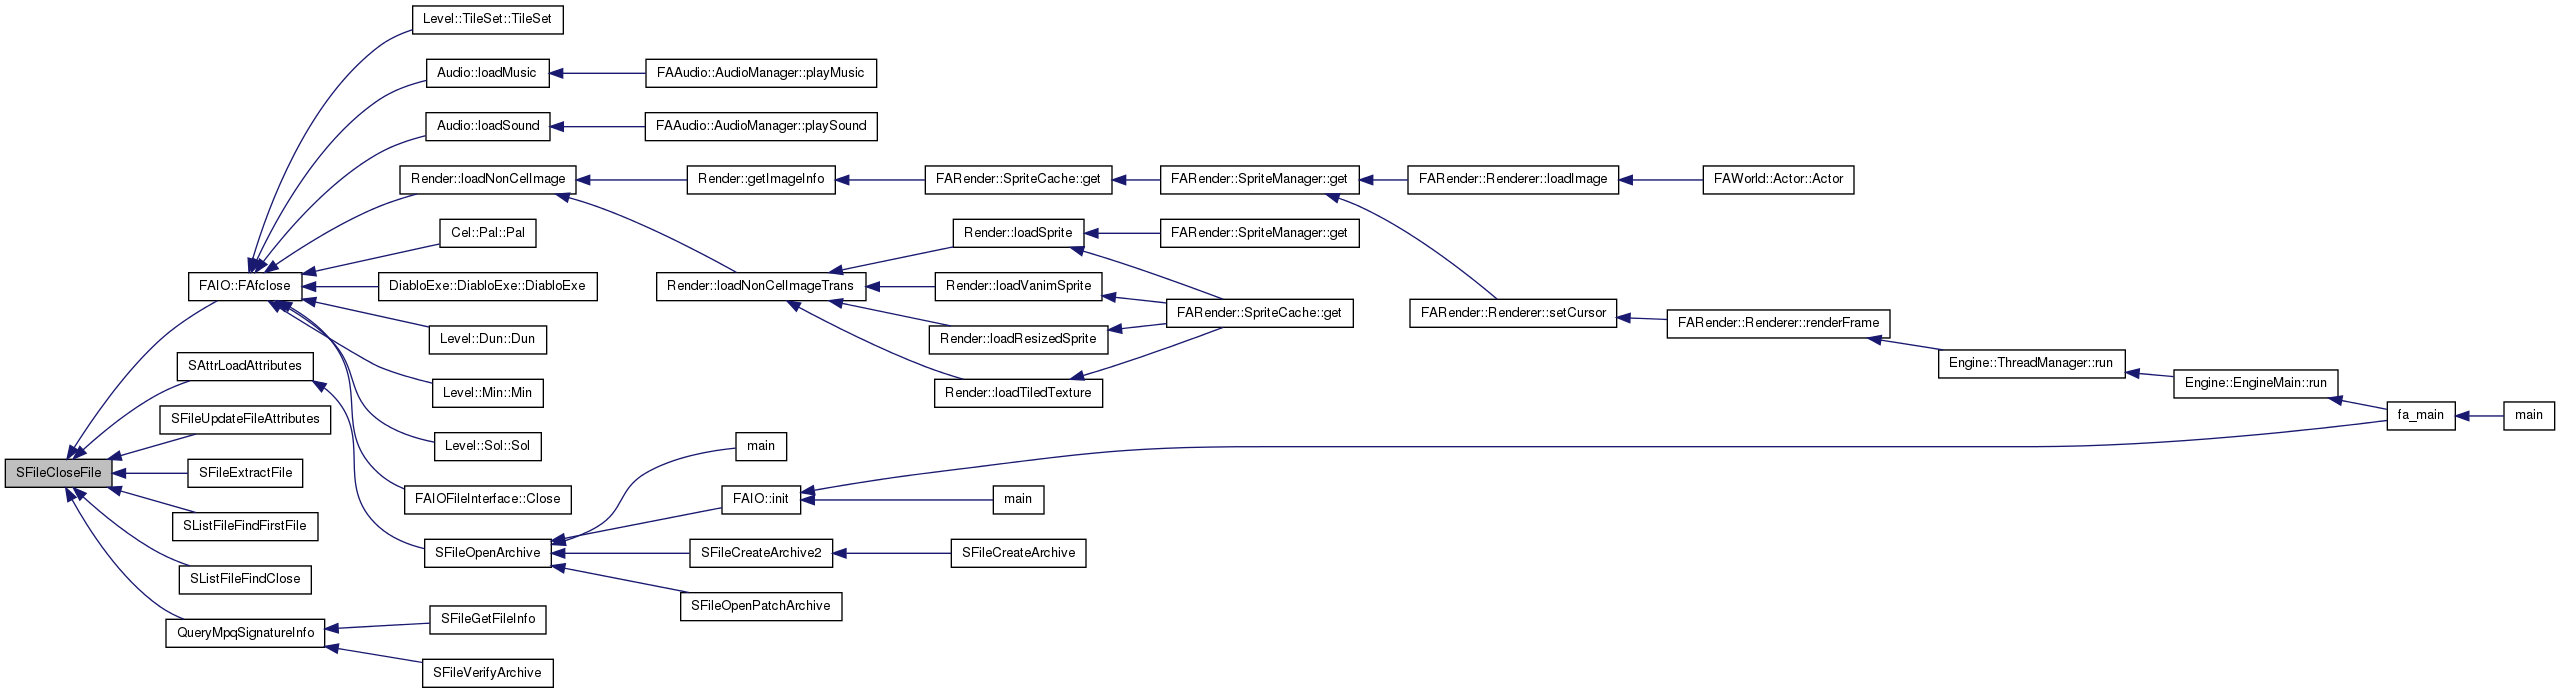 Level::TileSet::TileSet
Audio::loadMusic
FAAudio::AudioManager::playMusic
Audio::loadSound
FAAudio::AudioManager::playSound
Render::loadNonCelImage
Render::getImageInfo
FARender::SpriteCache::get
FARender::SpriteManager::get
FARender::Renderer::loadImage
FAWorld::Actor::Actor
Cel::Pal::Pal
Render::loadSprite
FARender::SpriteManager::get
FAIO::FAfclose
DiabloExe::DiabloExe::DiabloExe
Render::loadNonCelImageTrans
Render::loadVanimSprite
FARender::SpriteCache::get
FARender::Renderer::setCursor
FARender::Renderer::renderFrame
Level::Dun::Dun
Render::loadResizedSprite
SAttrLoadAttributes
Engine::ThreadManager::run
Level::Min::Min
Render::loadTiledTexture
Engine::EngineMain::run
SFileUpdateFileAttributes
fa_main
main
Level::Sol::Sol
main
SFileCloseFile
SFileExtractFile
FAIOFileInterface::Close
FAIO::init
main
SListFileFindFirstFile
SFileOpenArchive
SFileCreateArchive2
SFileCreateArchive
SListFileFindClose
SFileOpenPatchArchive
SFileGetFileInfo
QueryMpqSignatureInfo
SFileVerifyArchive